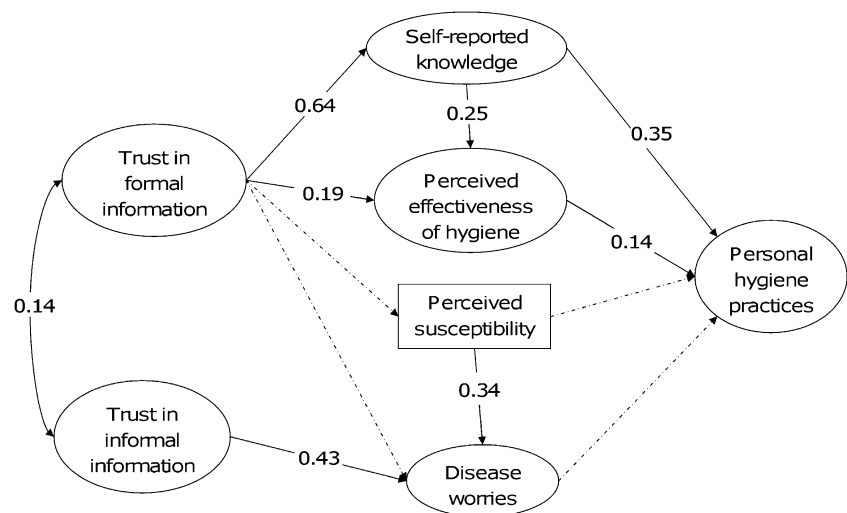 Self-reported
knowledge
0.64
0.25
0.35
Trust in
formal
information
0.19
Perceived
effectiveness
of hygiene
0.14
Personal
hygiene
practices
0.14
Perceived
susceptibility
0.34
Trust in
informal
information
0.43
Disease
worries